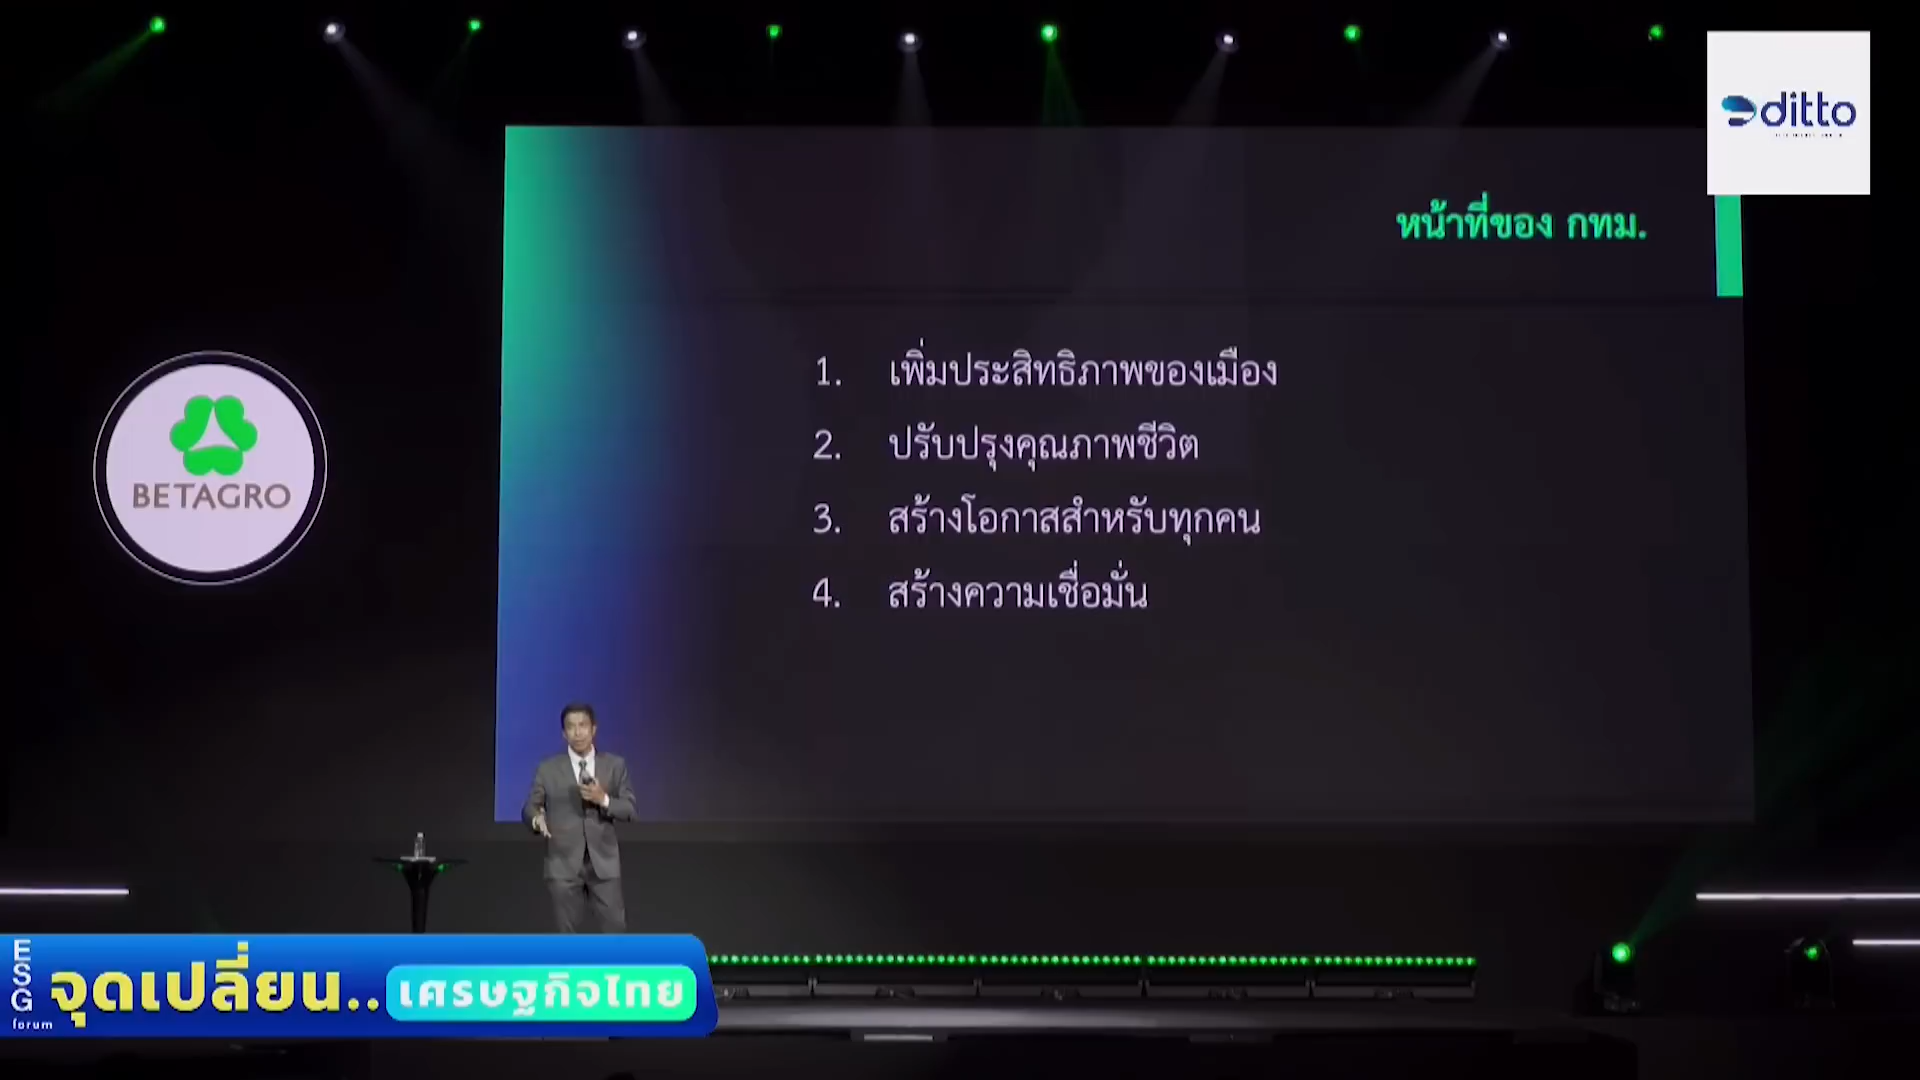 ditto
หน้าที่ของ กทม.
1. เพิ่มประสิทธิภาพของเมือง
2. ปรับปรุงคุณภาพชีวิต
3. สร้างโอกาสสำหรับทุกคน
4. สร้างความเชื่อมั่น
BETAGRO
ESG forum
จุดเปลี่ยน.. เศรษฐกิจไทย